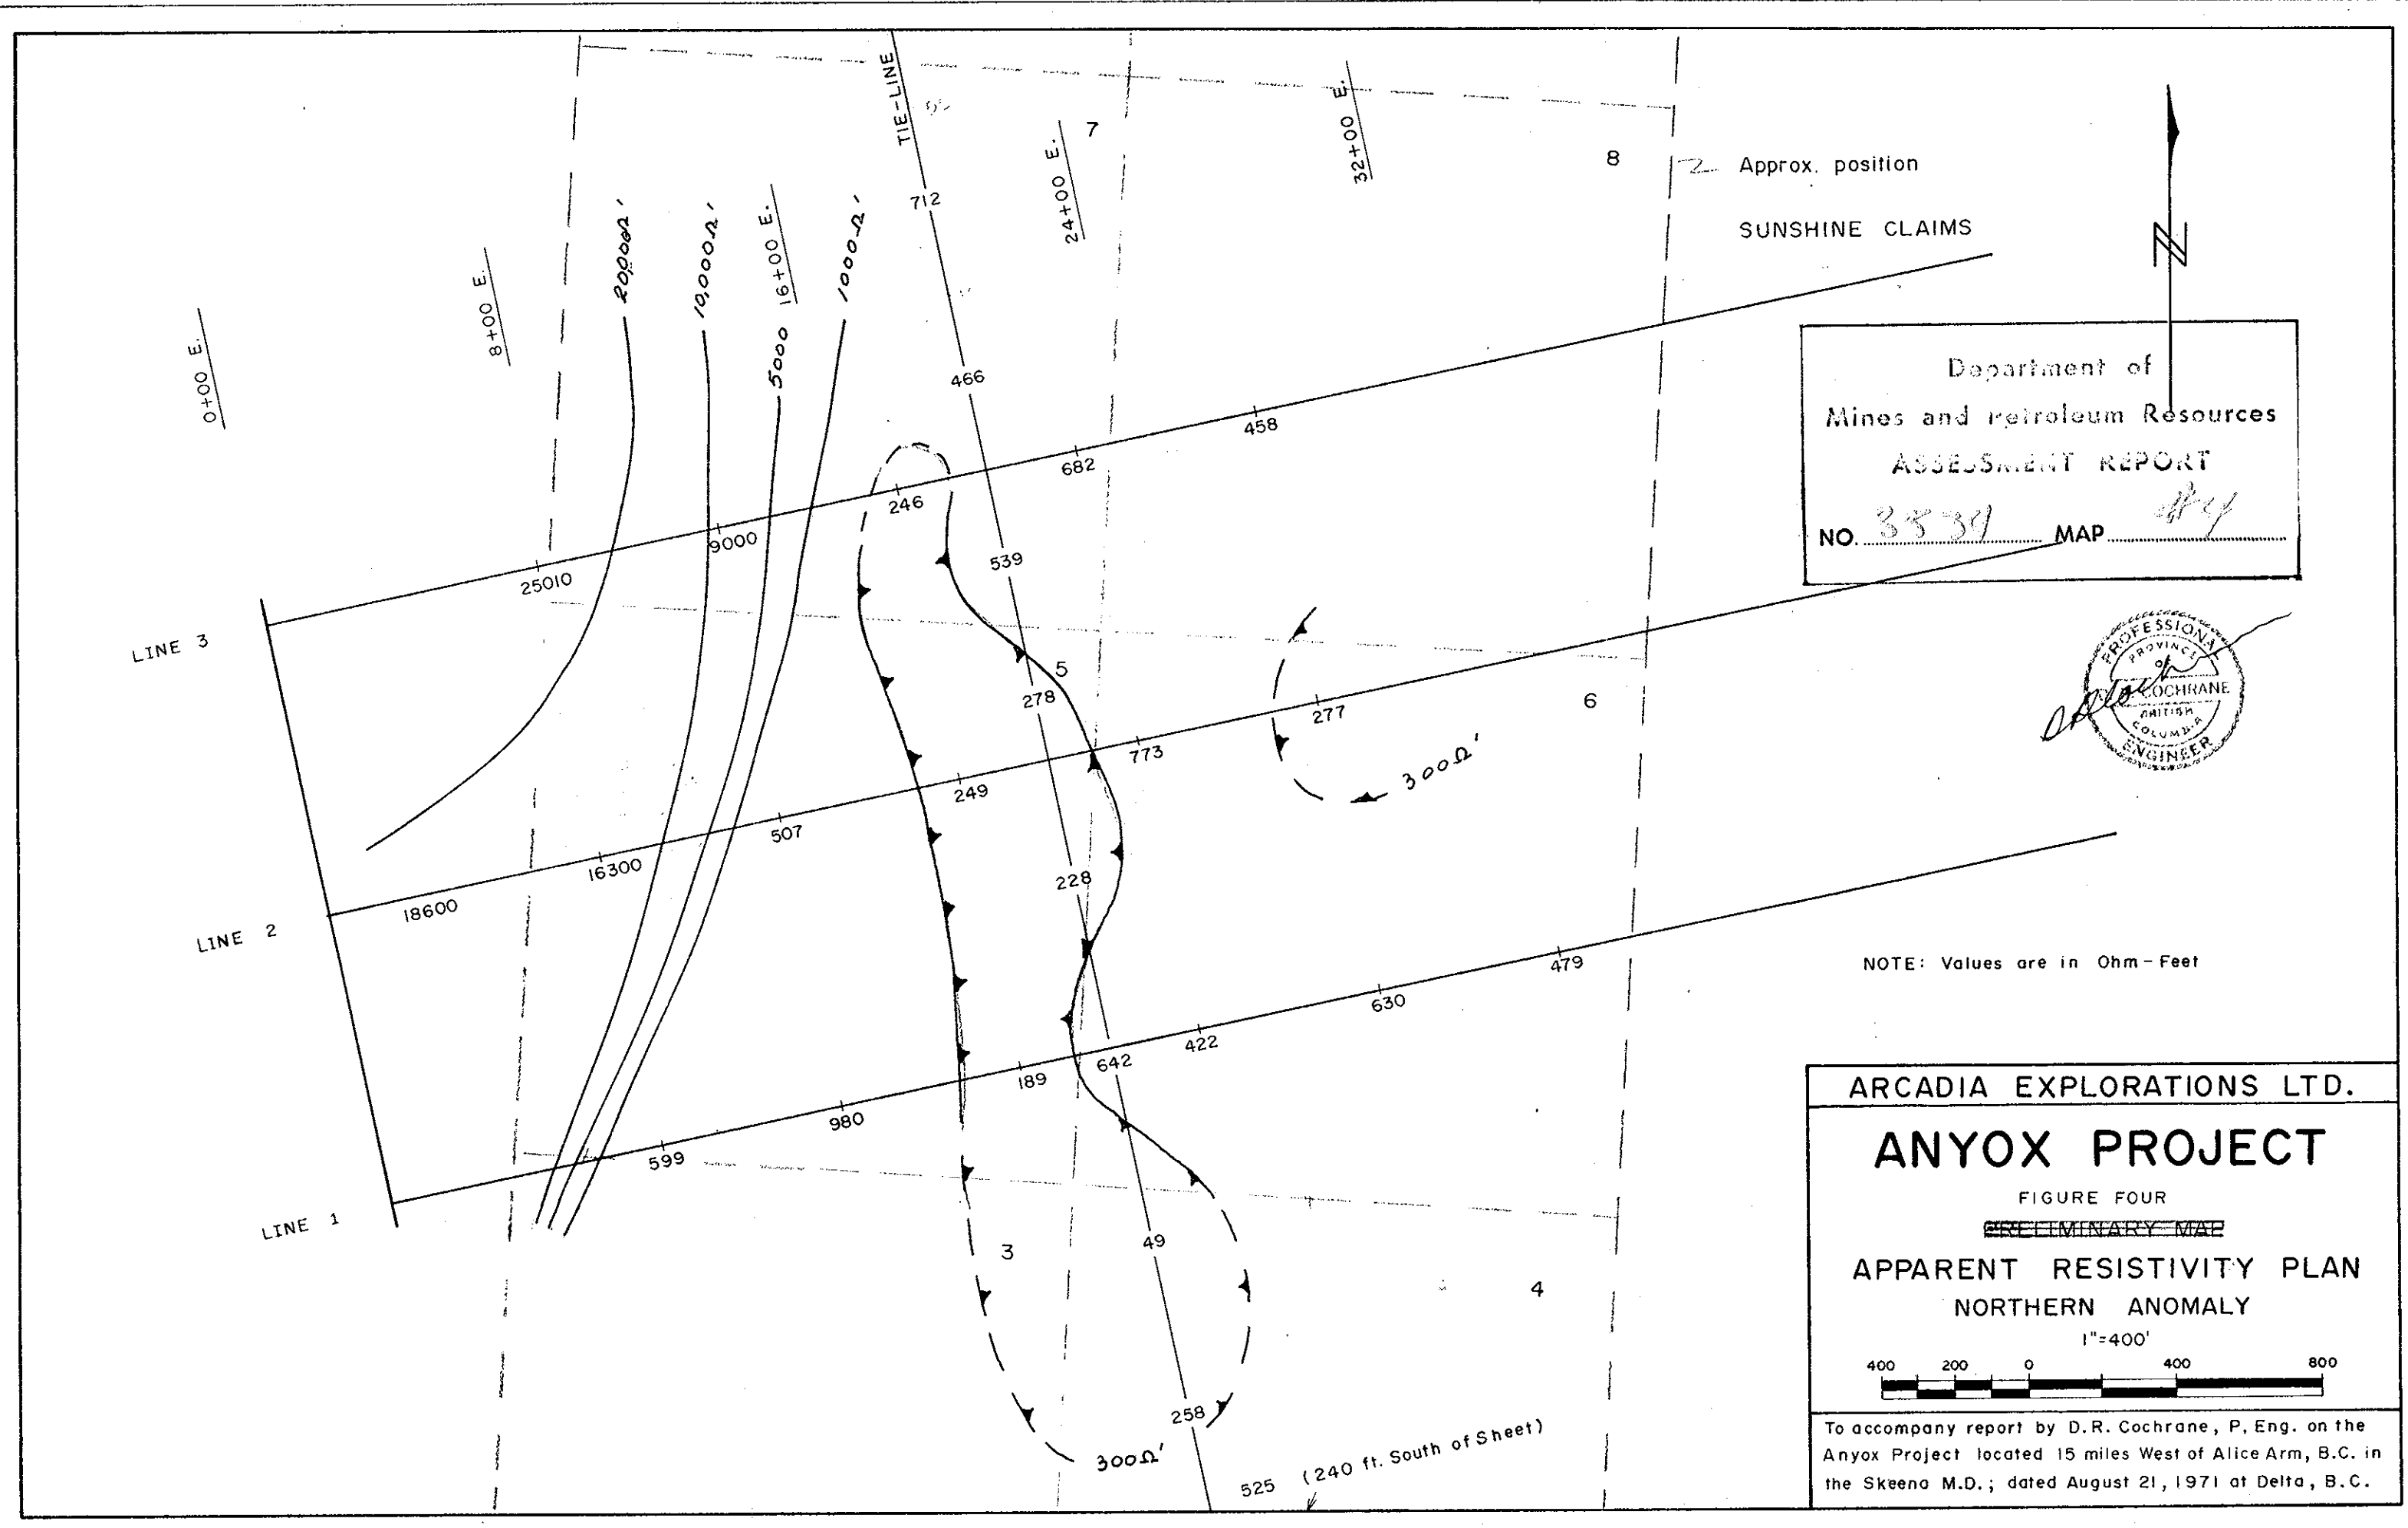 TIE-LINE
0+00 E.
8+00 E.
16+00 E.
24+00 E.
32+00 E.
20,000Ω'
10,000Ω'
5000
1000Ω'
7
8
Approx. position
SUNSHINE CLAIMS
N
712
466
539
278
228
49
258
525 (240 ft. South of Sheet)
LINE 3
25010
9000
246
682
458
LINE 2
18600
16300
507
249
773
277
LINE 1
599
980
189
642
422
630
479
5
6
3
4
300Ω'
300Ω'
Department of
Mines and Petroleum Resources
ASSESSMENT REPORT
NO. MAP #4
PROFESSIONAL
PROVINCE
OF
COCHRANE
BRITISH
COLUMBIA
ENGINEER
NOTE: Values are in Ohm-Feet
ARCADIA EXPLORATIONS LTD.
ANYOX PROJECT
FIGURE FOUR
PRELIMINARY MAP
APPARENT RESISTIVITY PLAN
NORTHERN ANOMALY
1"=400'
400 200 0 400 800
To accompany report by D.R. Cochrane, P. Eng. on the
Anyox Project located 15 miles West of Alice Arm, B.C. in
the Skeena M.D.; dated August 21, 1971 at Delta, B.C.